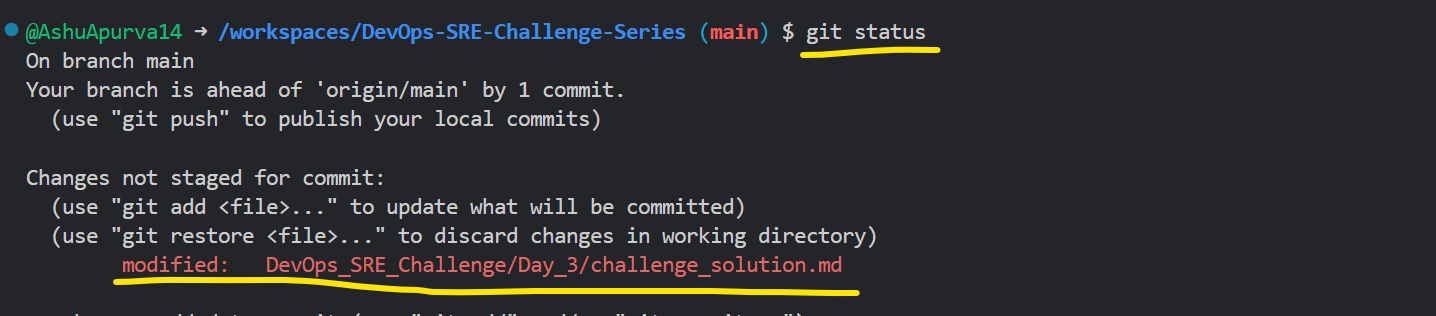 @AshuApurva14 → /workspaces/DevOps-SRE-Challenge-Series (main) $ git status
On branch main
Your branch is ahead of 'origin/main' by 1 commit.
(use "git push" to publish your local commits)
Changes not staged for commit:
(use "git add <file>..." to update what will be committed)
(use "git restore <file>..." to discard changes in working directory)
modified: DevOps_SRE_Challenge/Day_3/challenge_solution.md